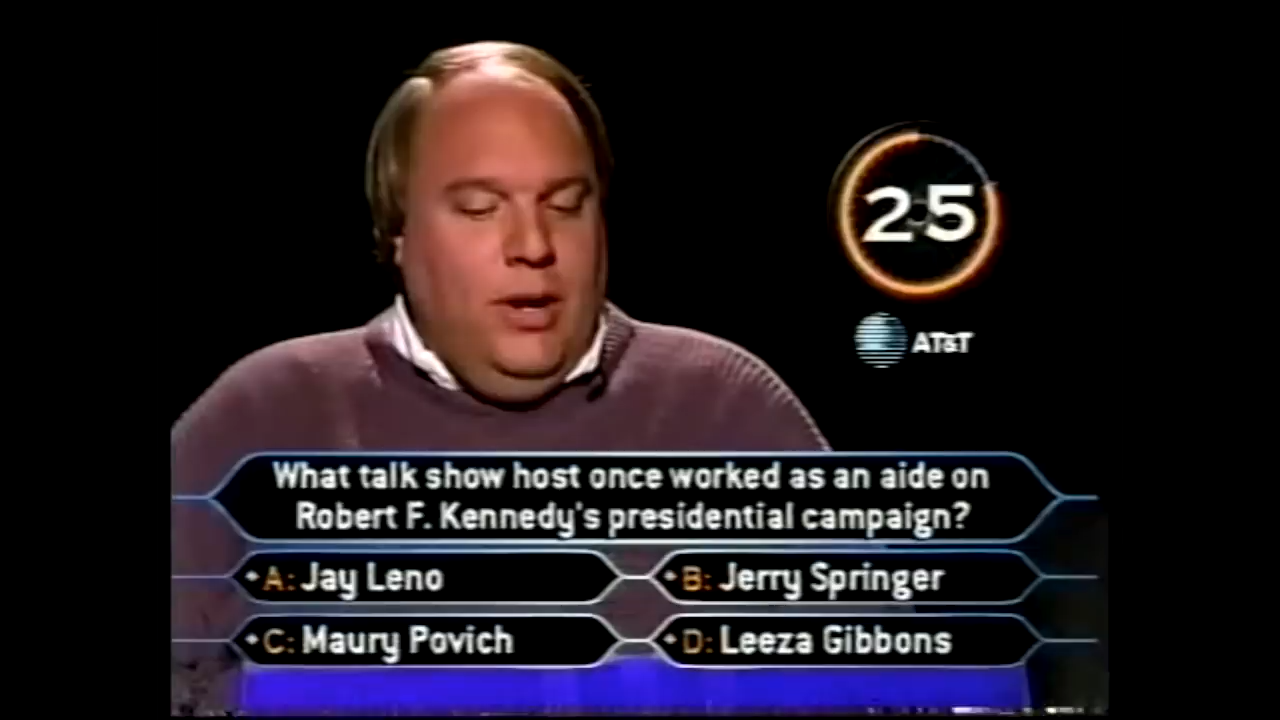 25
AT&T
What talk show host once worked as an aide on
Robert F. Kennedy's presidential campaign?
A: Jay Leno
B: Jerry Springer
C: Maury Povich
D: Leeza Gibbons